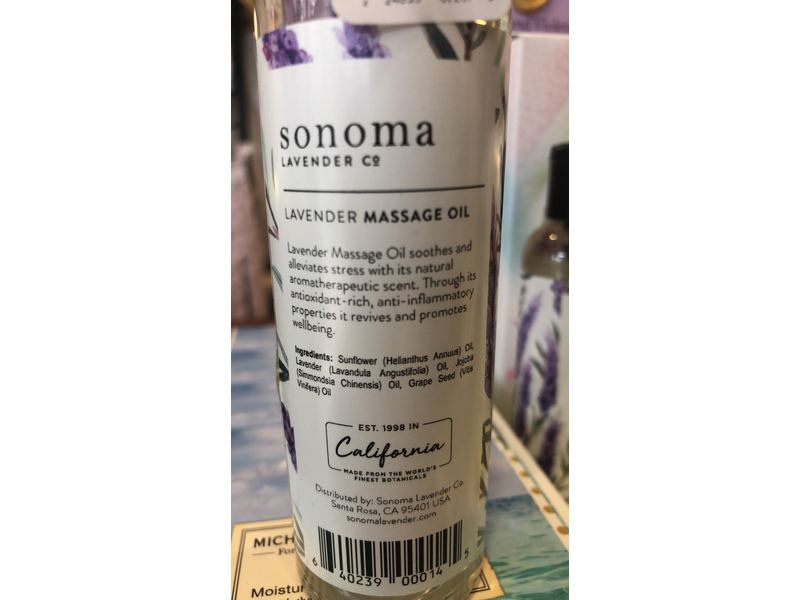 sonoma
LAVENDER Cº
LAVENDER MASSAGE OIL
Lavender Massage Oil soothes and
alleviates stress with its natural
aromatherapeutic scent. Through its
antioxidant-rich, anti-inflammatory
properties it revives and promotes
wellbeing.
Ingredients: Sunflower (Helianthus Annuus) Oil,
Lavender (Lavandula Angustifolia) Oil, Jojoba
(Simmondsia Chinensis) Oil, Grape Seed (Vitis
Vinifera) Oil
EST. 1998 IN
California
MADE FROM THE WORLD'S
FINEST BOTANICALS
Distributed by: Sonoma Lavender Co.
Santa Rosa, CA 95401 USA
sonomalavender.com
6 40239 00014 5
MICH
For
Moistur